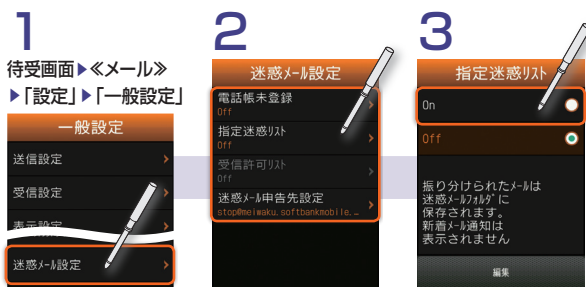 1
待受画面▶≪メール≫
▶「設定」▶「一般設定」
一般設定
送信設定
受信設定
表示設定
迷惑ﾒｰﾙ設定
2
迷惑ﾒｰﾙ設定
電話帳未登録
Off
指定迷惑ﾘｽﾄ
Off
受信許可ﾘｽﾄ
Off
迷惑ﾒｰﾙ申告先設定
stop@meiwaku.softbankmobile.…
3
指定迷惑ﾘｽﾄ
On
Off
振り分けられたﾒｰﾙは
迷惑ﾒｰﾙﾌｫﾙﾀﾞに
保存されます。
新着ﾒｰﾙ通知は
表示されません
編集